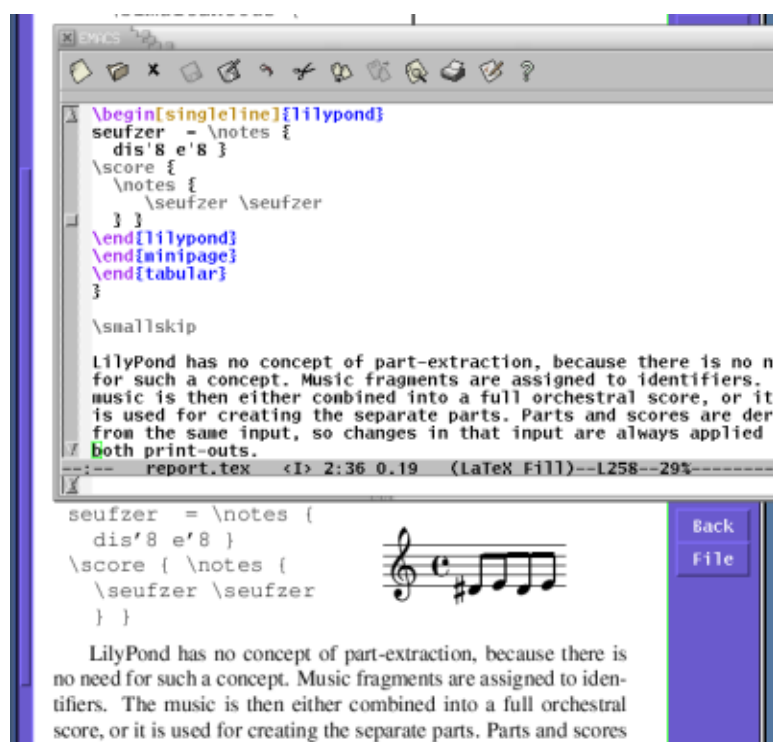 EMACS
\begin[singleline]{lilypond}
seufzer = \notes {
dis'8 e'8 }
\score {
\notes {
\seufzer \seufzer
} }
\end{lilypond}
\end{minipage}
\end{tabular}
}
\smallskip
LilyPond has no concept of part-extraction, because there is no n
for such a concept. Music fragments are assigned to identifiers.
music is then either combined into a full orchestral score, or it
is used for creating the separate parts. Parts and scores are der
from the same input, so changes in that input are always applied
both print-outs.
--:-- report.tex <I> 2:36 0.19 (LaTeX Fill)--L258--29%--------
seufzer = \notes {
dis'8 e'8 }
\score { \notes {
\seufzer \seufzer
} }
Back
File
LilyPond has no concept of part-extraction, because there is
no need for such a concept. Music fragments are assigned to iden-
tifiers. The music is then either combined into a full orchestral
score, or it is used for creating the separate parts. Parts and scores